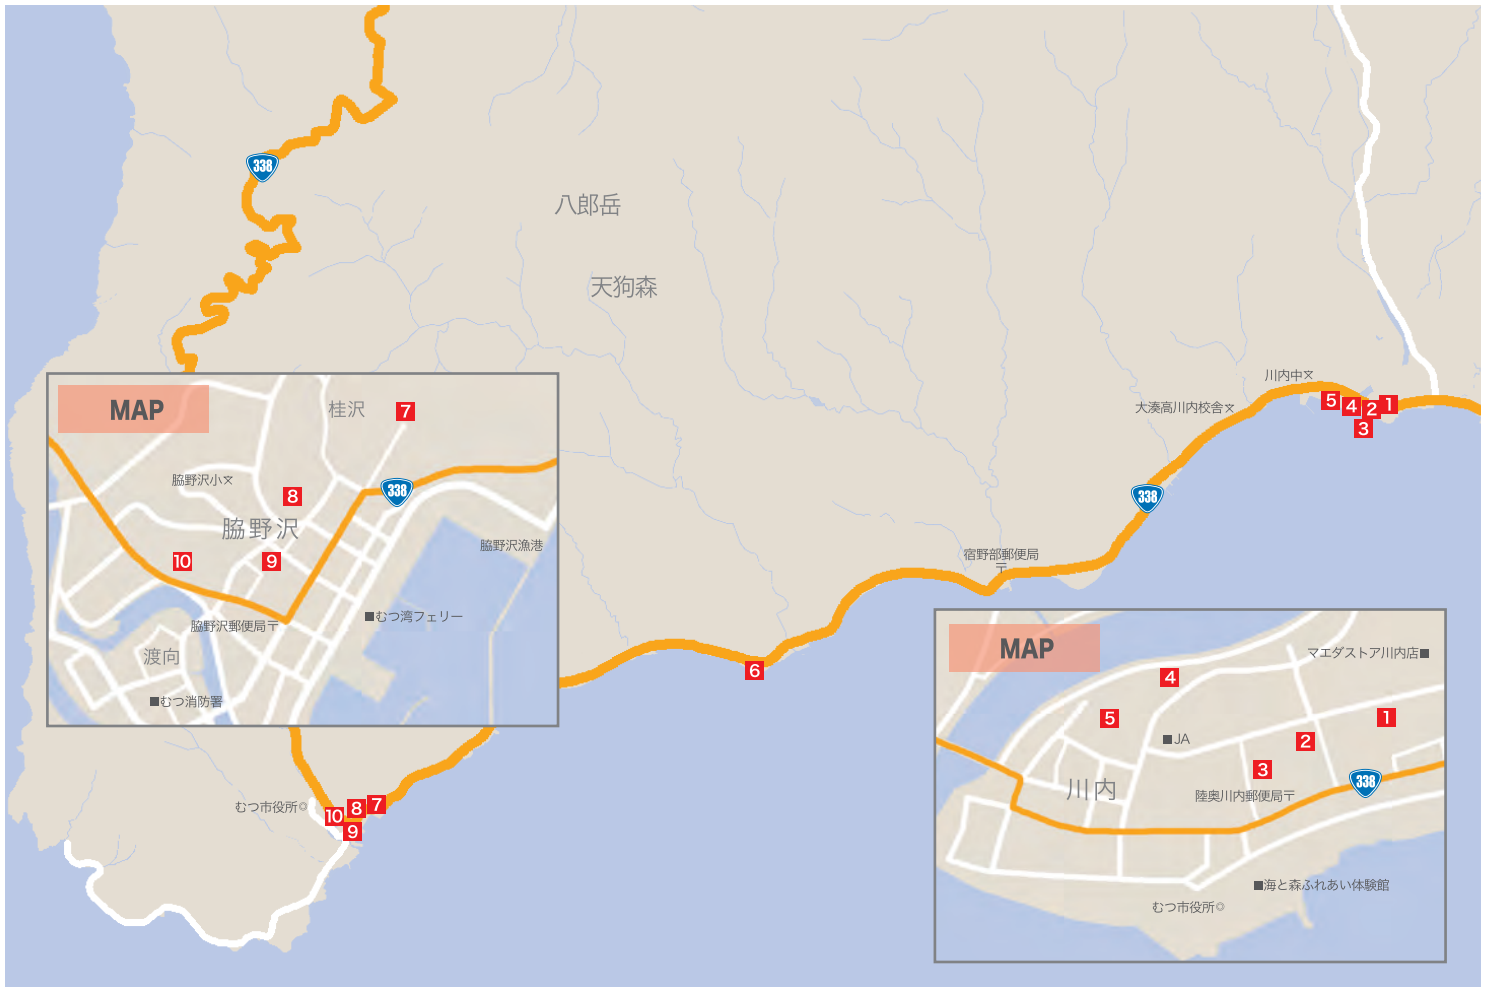 338
八郎岳
天狗森
川内中
大湊高川内校舎
5
4
2
1
3
338
宿野部郵便局
〒
6
むつ市役所◎
10
8
7
9
MAP
桂沢
7
338
脇野沢小
8
脇野沢
10
9
脇野沢漁港
■むつ湾フェリー
脇野沢郵便局〒
渡向
■むつ消防署
MAP
マエダストア川内店■
4
5
1
2
■JA
3
338
川内
陸奥川内郵便局〒
■海と森ふれあい体験館
むつ市役所◎